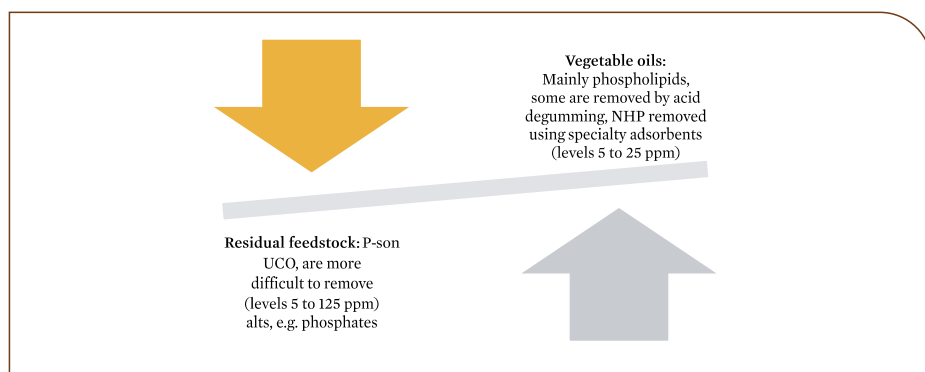 Vegetable oils:
Mainly phospholipids,
some are removed by acid
degumming, NHP removed
using specialty adsorbents
(levels 5 to 25 ppm)
Residual feedstock: P-son
UCO, are more
difficult to remove
(levels 5 to 125 ppm)
alts, e.g. phosphates